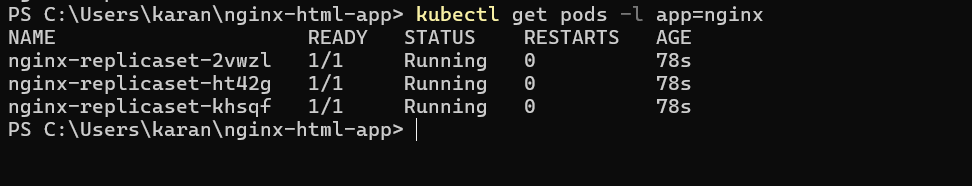 PS C:\Users\karan\nginx-html-app> kubectl get pods -l app=nginx
NAME                     READY   STATUS    RESTARTS   AGE
nginx-replicaset-2vwzl   1/1     Running   0          78s
nginx-replicaset-ht42g   1/1     Running   0          78s
nginx-replicaset-khsqf   1/1     Running   0          78s
PS C:\Users\karan\nginx-html-app>